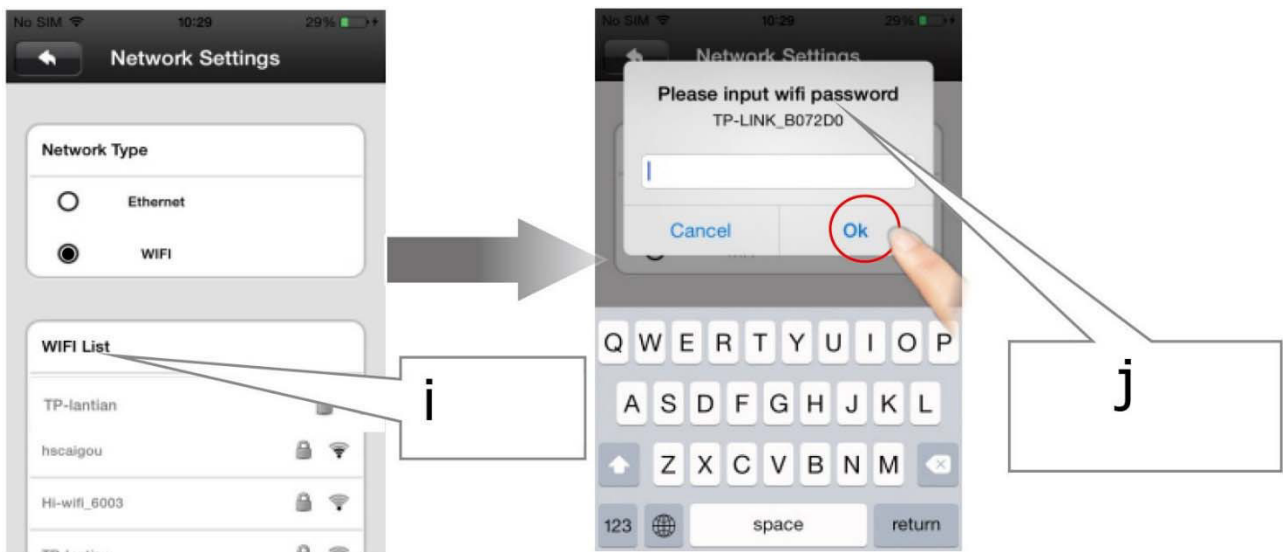 No SIM 10:29 29%
Network Settings
Network Type
Ethernet
WIFI
WIFI List
TP-lantian
hscaigou
Hi-wifi_6003
i
No SIM 10:29 29%
Network Settings
Please input wifi password
TP-LINK_B072D0
Cancel Ok
Q W E R T Y U I O P
A S D F G H J K L
Z X C V B N M
123 space return
j